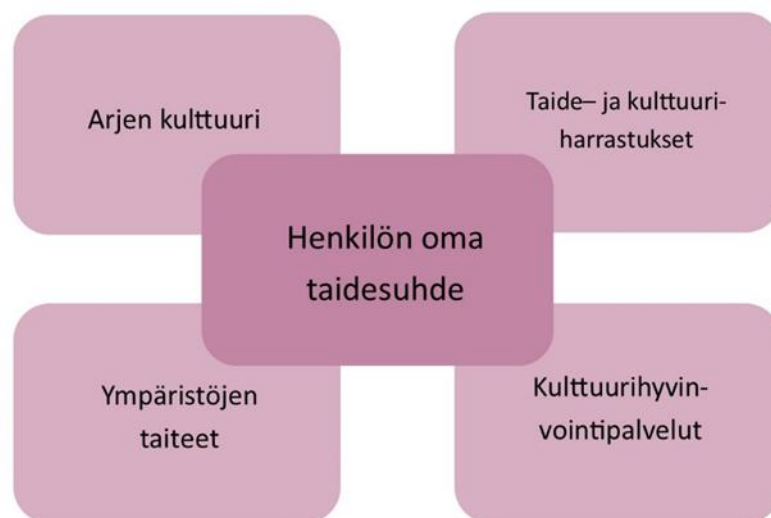 Arjen kulttuuri
Taide– ja kulttuuri-
harrastukset
Henkilön oma
taidesuhde
Ympäristöjen
taiteet
Kulttuurihyvin-
vointipalvelut